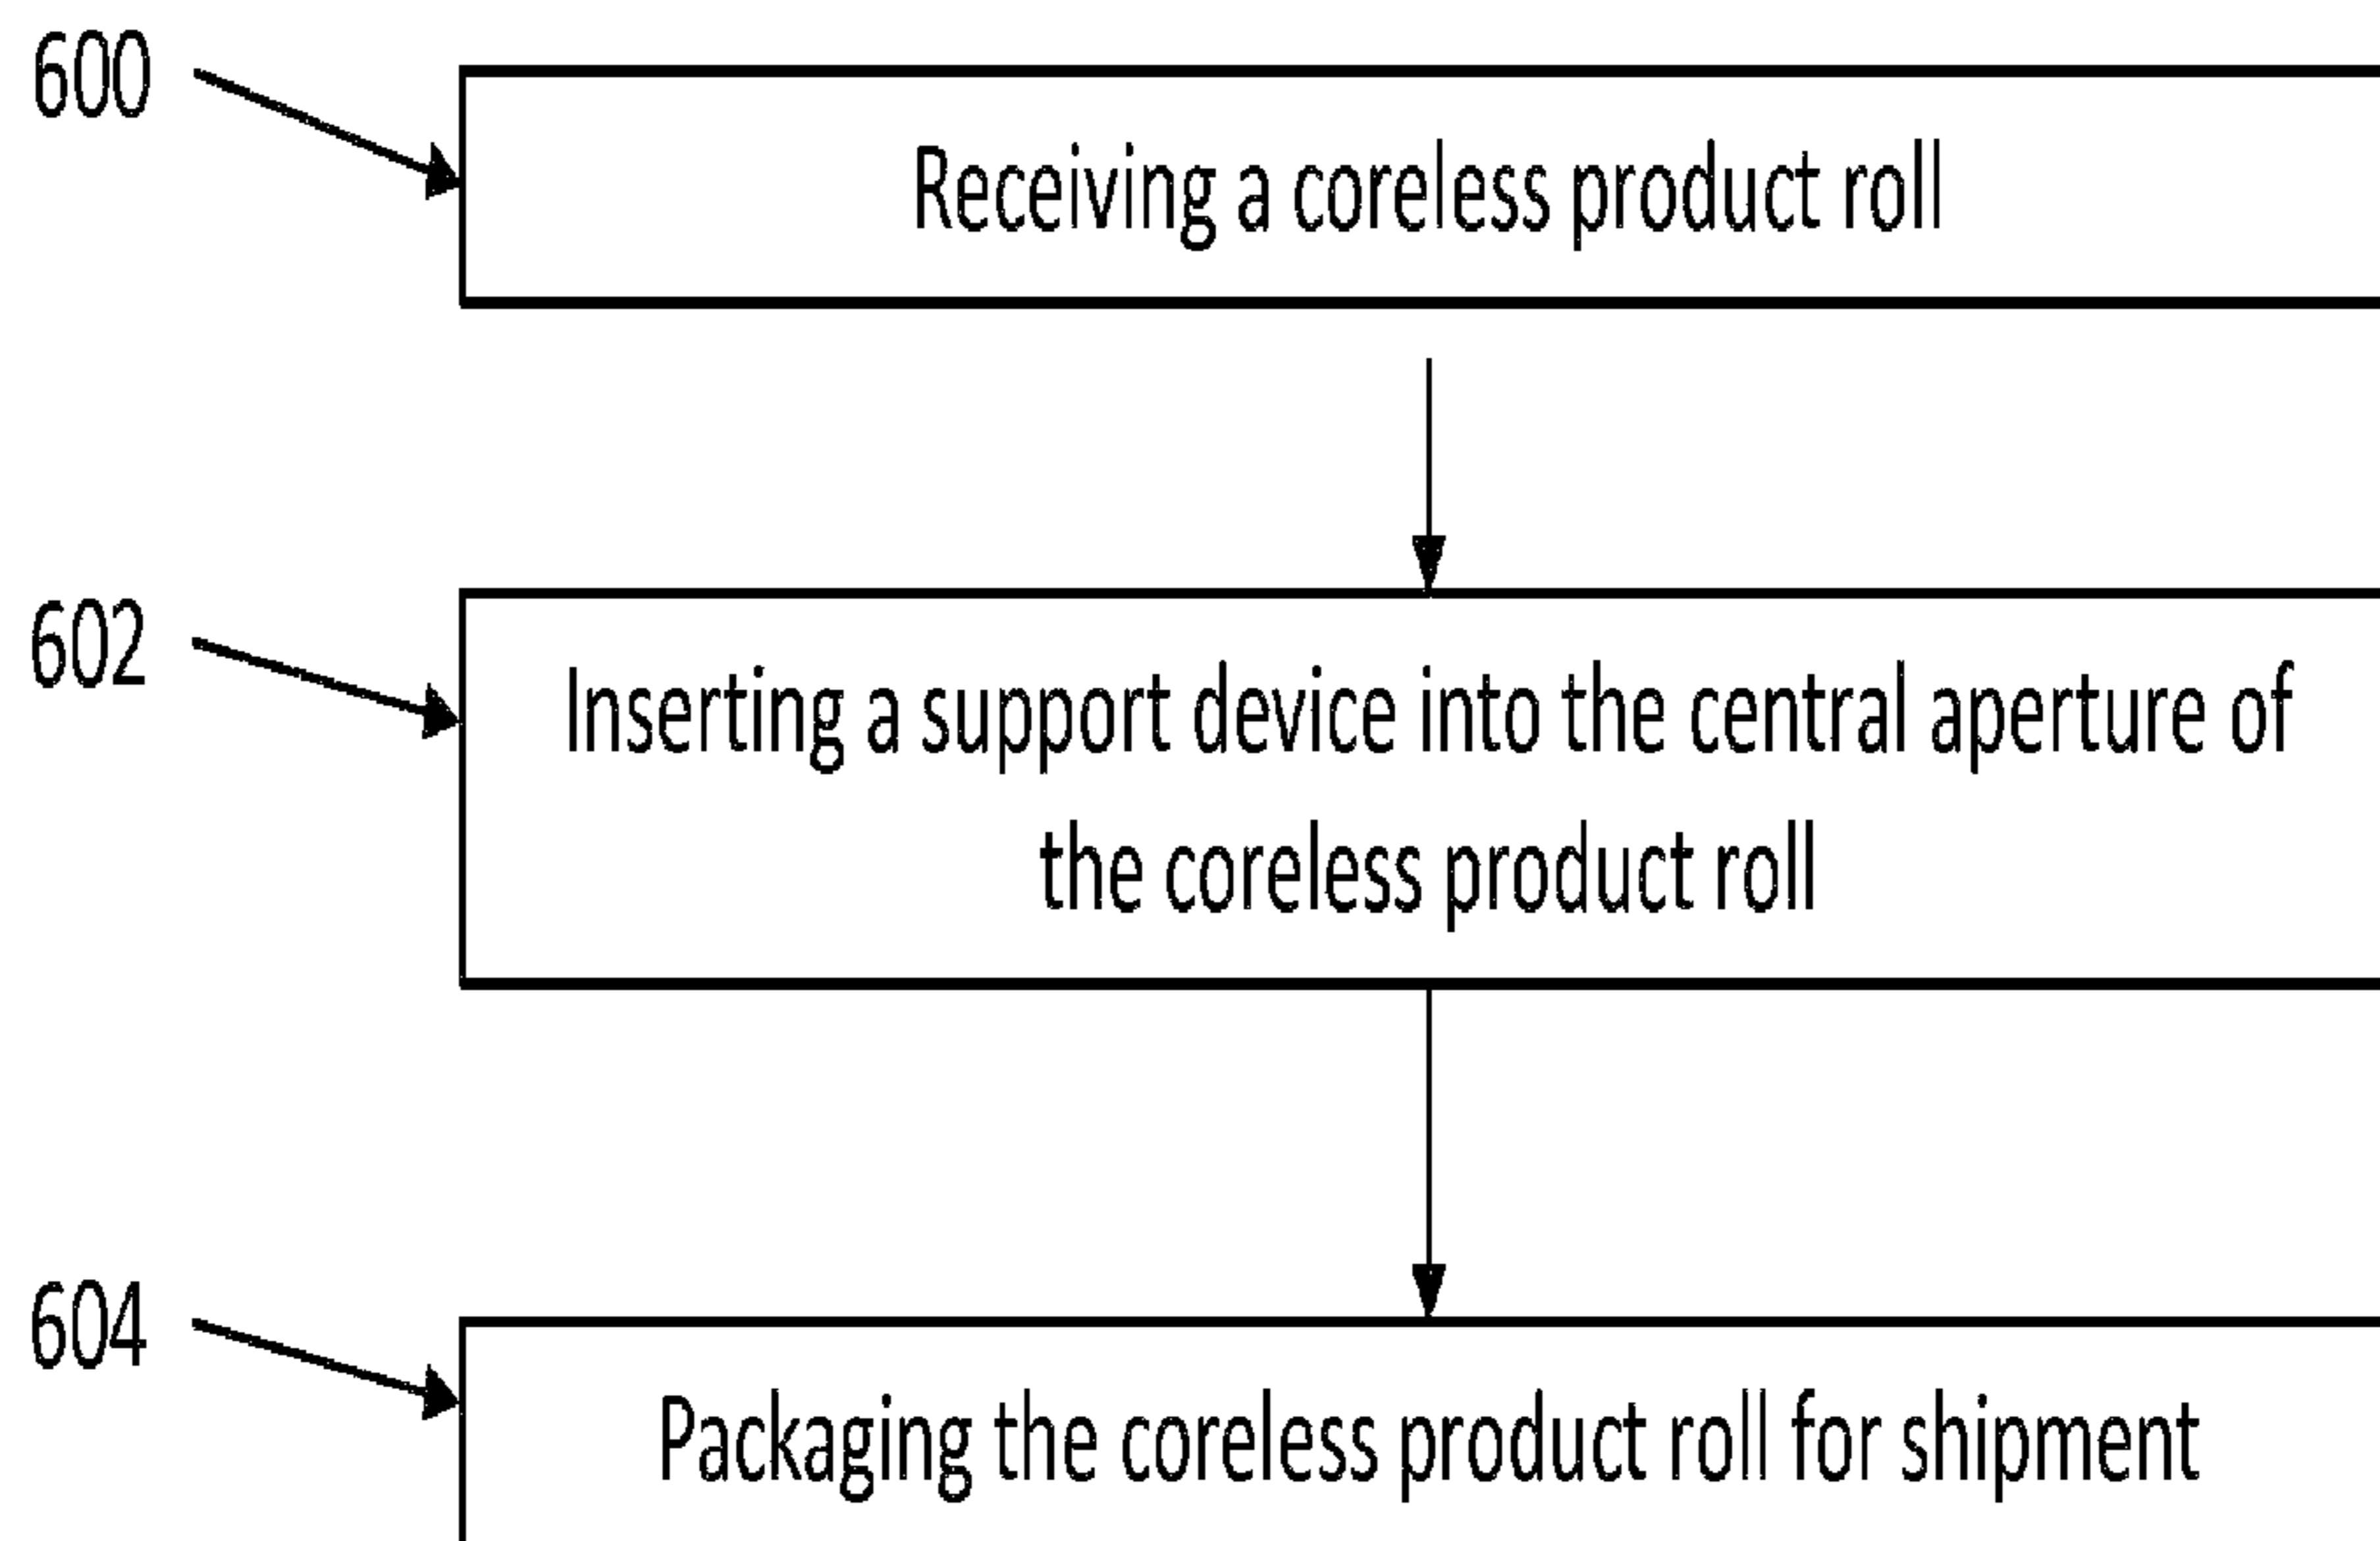 600
Receiving a coreless product roll
602
Inserting a support device into the central aperture of
the coreless product roll
604
Packaging the coreless product roll for shipment